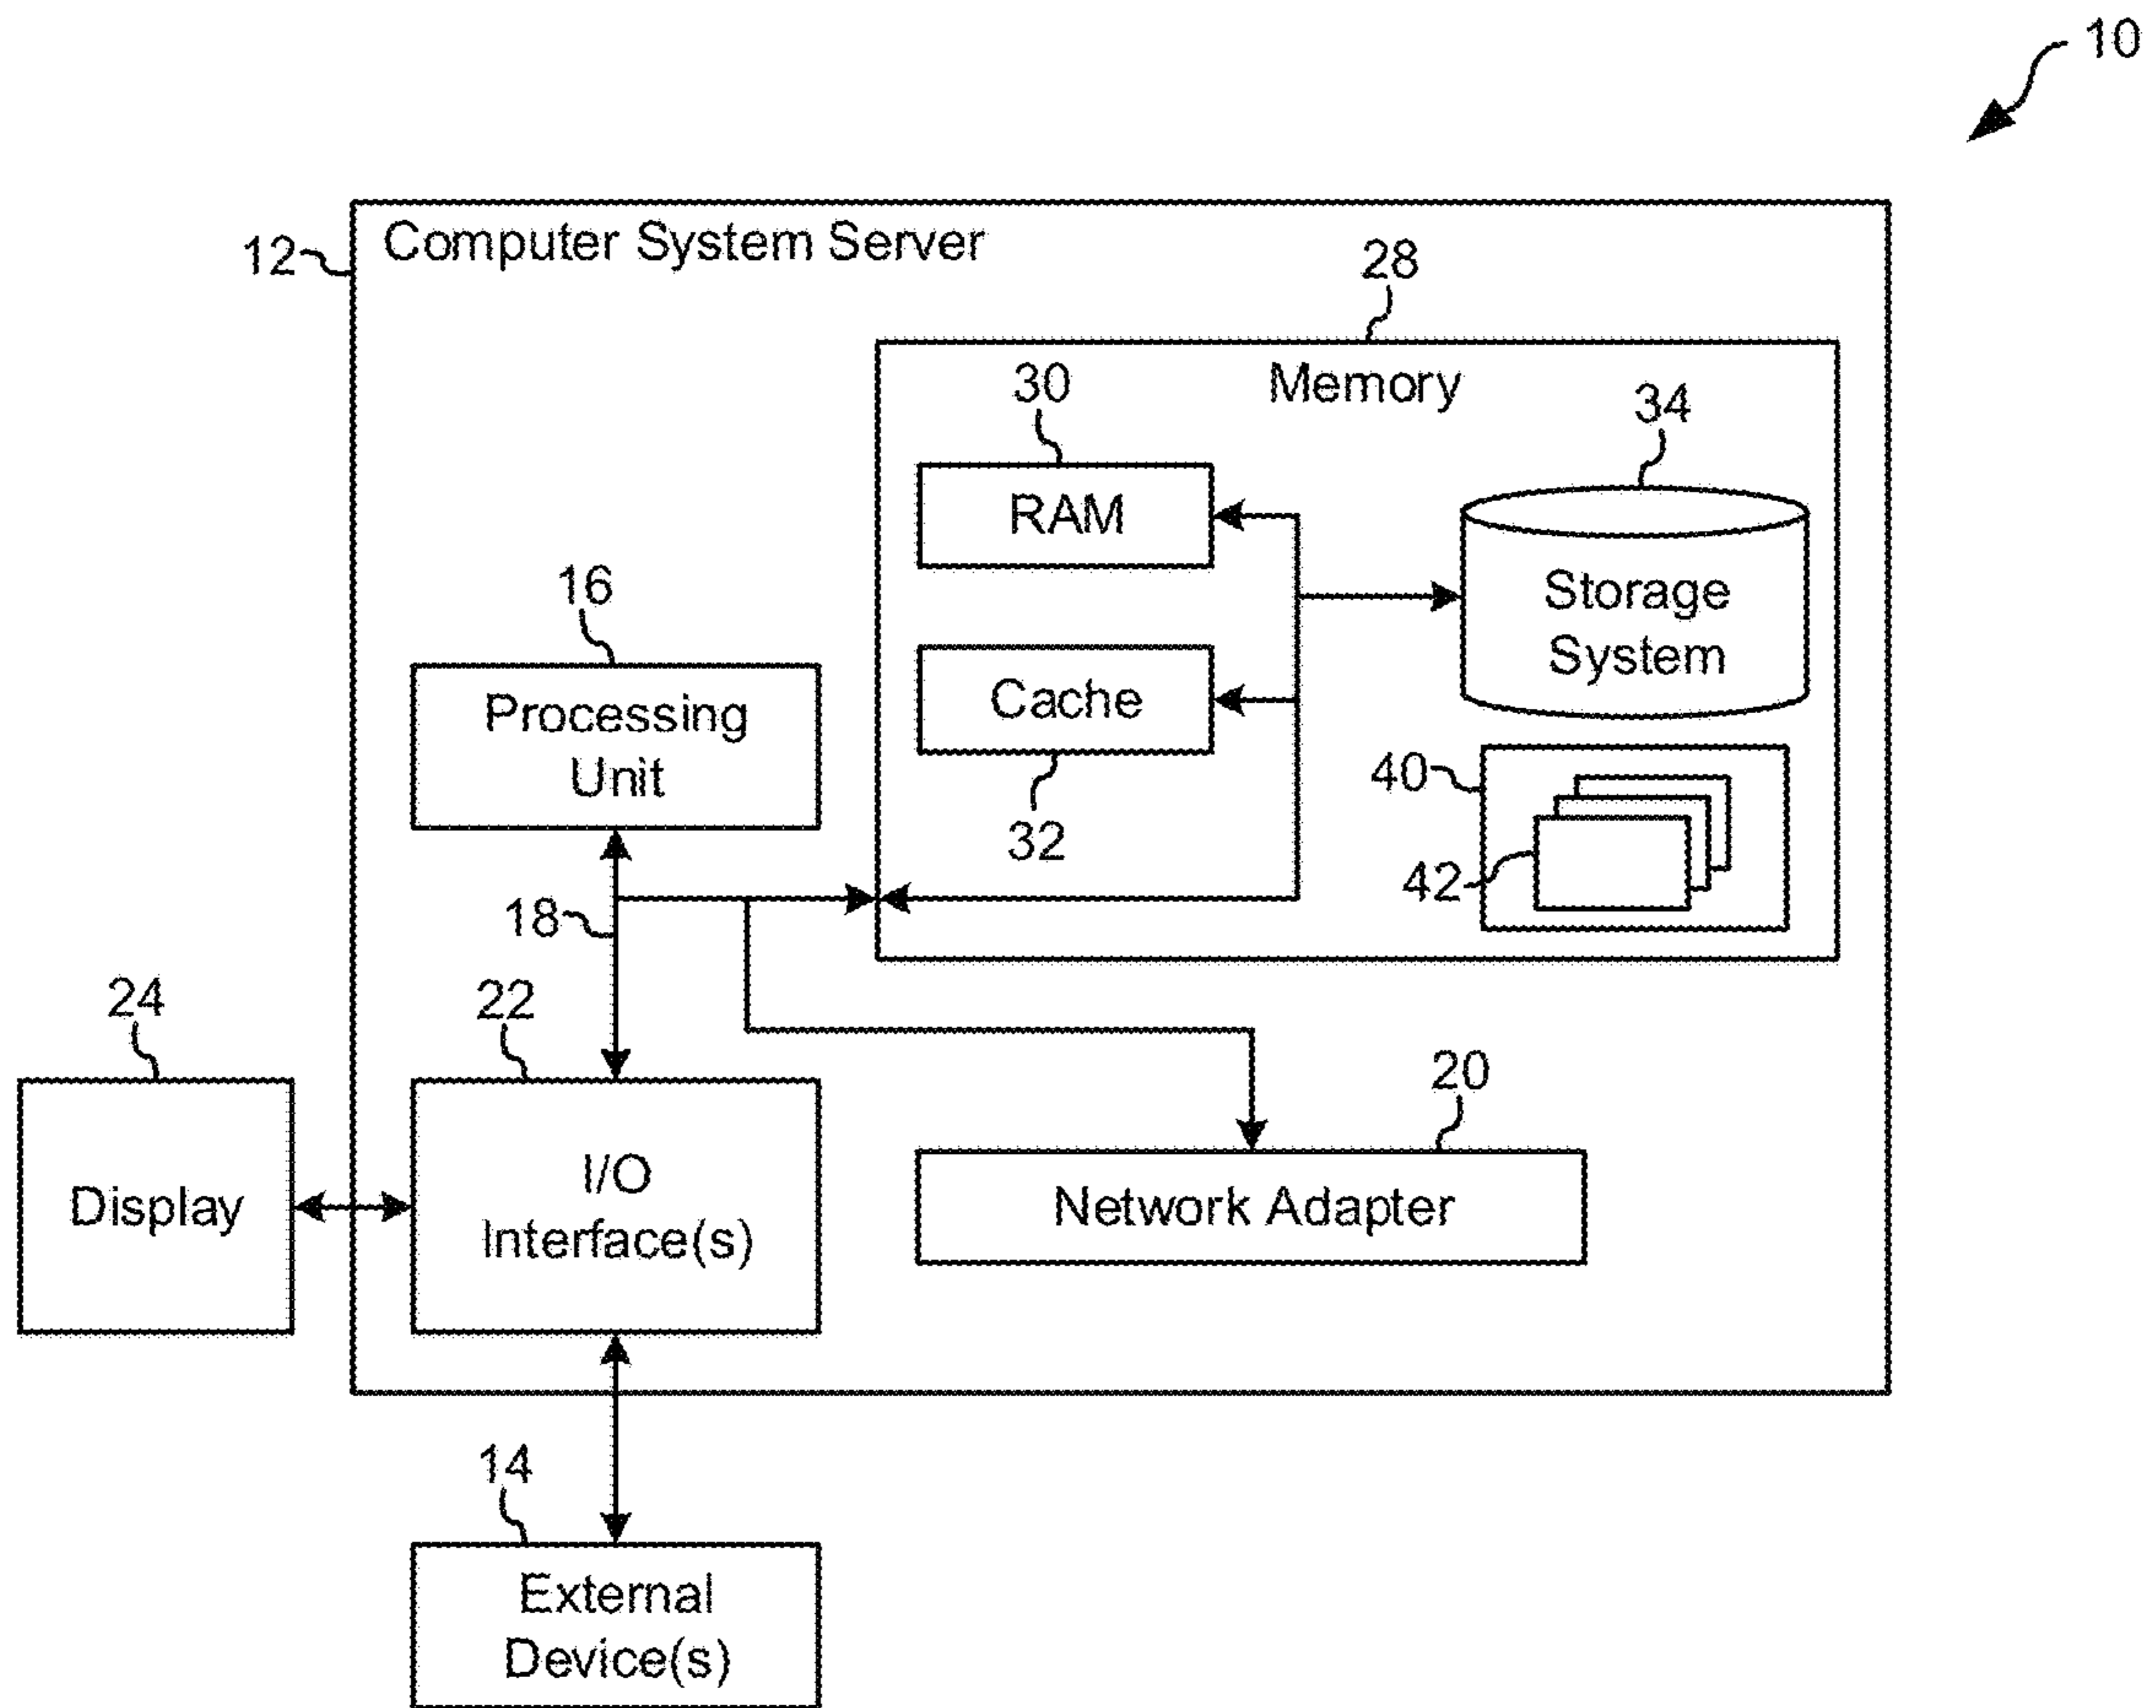 10
12
Computer System Server
28
Memory
30
34
RAM
Storage
System
16
Processing
Unit
Cache
32
40
42
18
24
22
20
Display
I/O
Interface(s)
Network Adapter
14
External
Device(s)